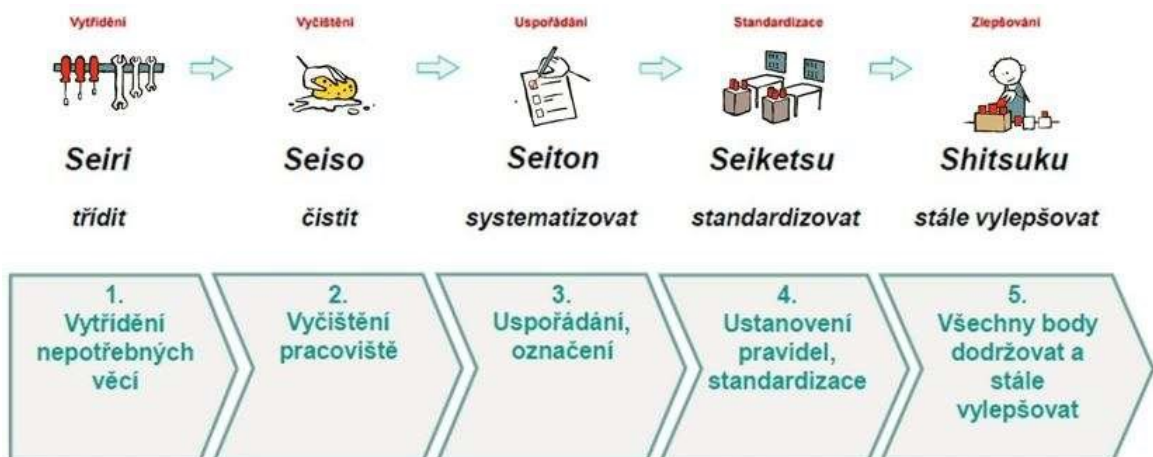 Vytřídění
Vyčištění
Uspořádání
Standardizace
Zlepšování
Seiri
Seiso
Seiton
Seiketsu
Shitsuku
třídit
čistit
systematizovat
standardizovat
stále vylepšovat
1.
Vytřídění
nepotřebných
věcí
2.
Vyčištění
pracoviště
3.
Uspořádání,
označení
4.
Ustanovení
pravidel,
standardizace
5.
Všechny body
dodržovat a
stále
vylepšovat